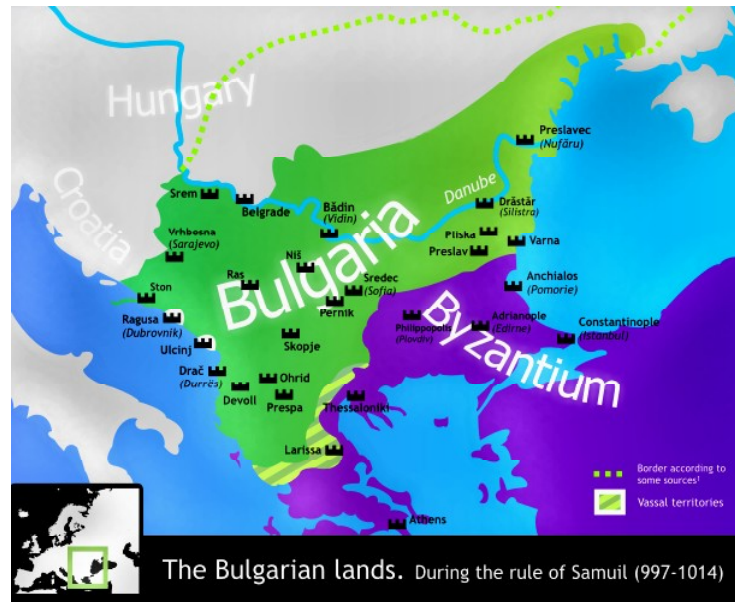 Hungary
Croatia
Preslavec
(Nufăru)
Danube
Srem
Belgrade
Bădin
(Vidin)
Drăstăr
(Silistra)
Vrhbosna
(Sarajevo)
Pliska
Varna
Preslav
Bulgaria
Niš
Ras
Sredec
(Sofia)
Anchialos
(Pomorie)
Ston
Pernik
Ragusa
(Dubrovnik)
Philippopolis
(Plovdiv)
Adrianople
(Edirne)
Constantinople
(Istanbul)
Byzantium
Ulcinj
Skopje
Drač
(Durrës)
Ohrid
Devoll
Prespa
Thessaloniki
Larissa
Border according to
some sources¹
Vassal territories
Athens
The Bulgarian lands. During the rule of Samuil (997-1014)